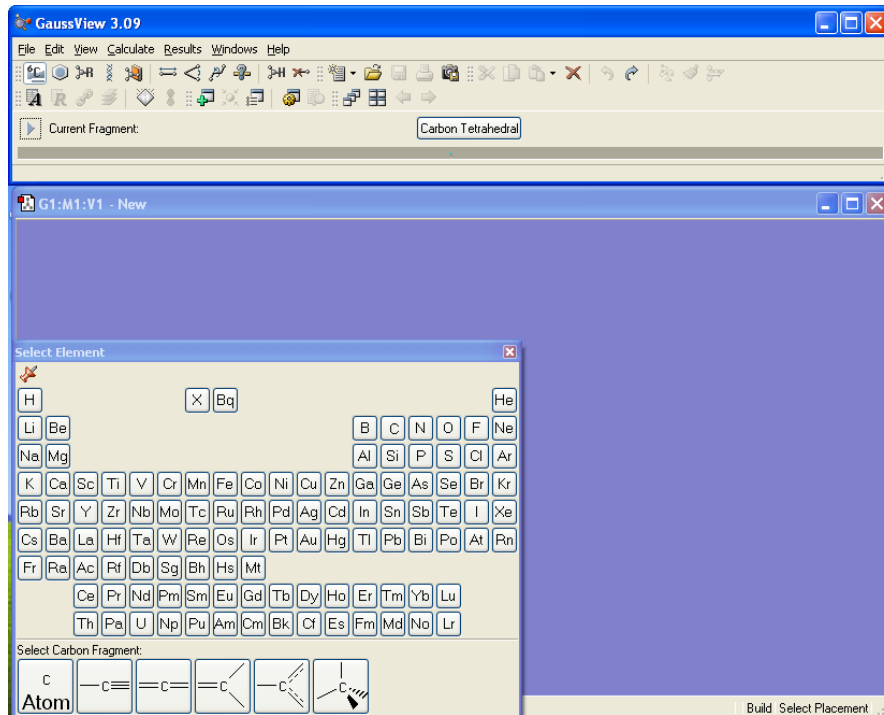 GaussView 3.09
File Edit View Calculate Results Windows Help
Current Fragment: Carbon Tetrahedral
G1:M1:V1 - New
Select Element
H X Bq He
Li Be B C N O F Ne
Na Mg Al Si P S Cl Ar
K Ca Sc Ti V Cr Mn Fe Co Ni Cu Zn Ga Ge As Se Br Kr
Rb Sr Y Zr Nb Mo Tc Ru Rh Pd Ag Cd In Sn Sb Te I Xe
Cs Ba La Hf Ta W Re Os Ir Pt Au Hg Tl Pb Bi Po At Rn
Fr Ra Ac Rf Db Sg Bh Hs Mt
Ce Pr Nd Pm Sm Eu Gd Tb Dy Ho Er Tm Yb Lu
Th Pa U Np Pu Am Cm Bk Cf Es Fm Md No Lr
Select Carbon Fragment:
C C C C C C
Atom
Build Select Placement